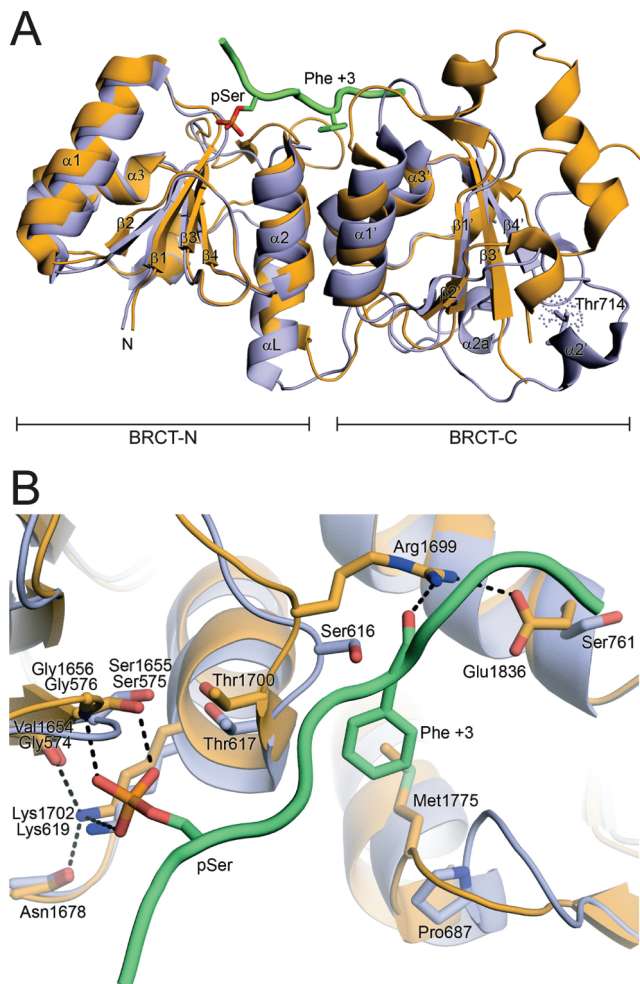 A
pSer
Phe +3
α1
α3
α3'
β2
β1
β3
β4
α2
α1'
β1'
β4'
β3'
β2'
Thr714
N
αL
α2a'
α2'
BRCT-N
BRCT-C
B
Arg1699
Ser616
Ser761
Glu1836
Gly1656
Gly576
Ser1655
Ser575
Thr1700
Val1654
Gly574
Thr617
Phe +3
Lys1702
Lys619
Met1775
pSer
Asn1678
Pro687